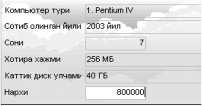 Компьютер тури 1. Pentium IV
Сотиб олинган йили 2003 йил
Сони 7
Хотира хажми 256 МБ
Каттик диск улчами 40 ГБ
Нархи 800000